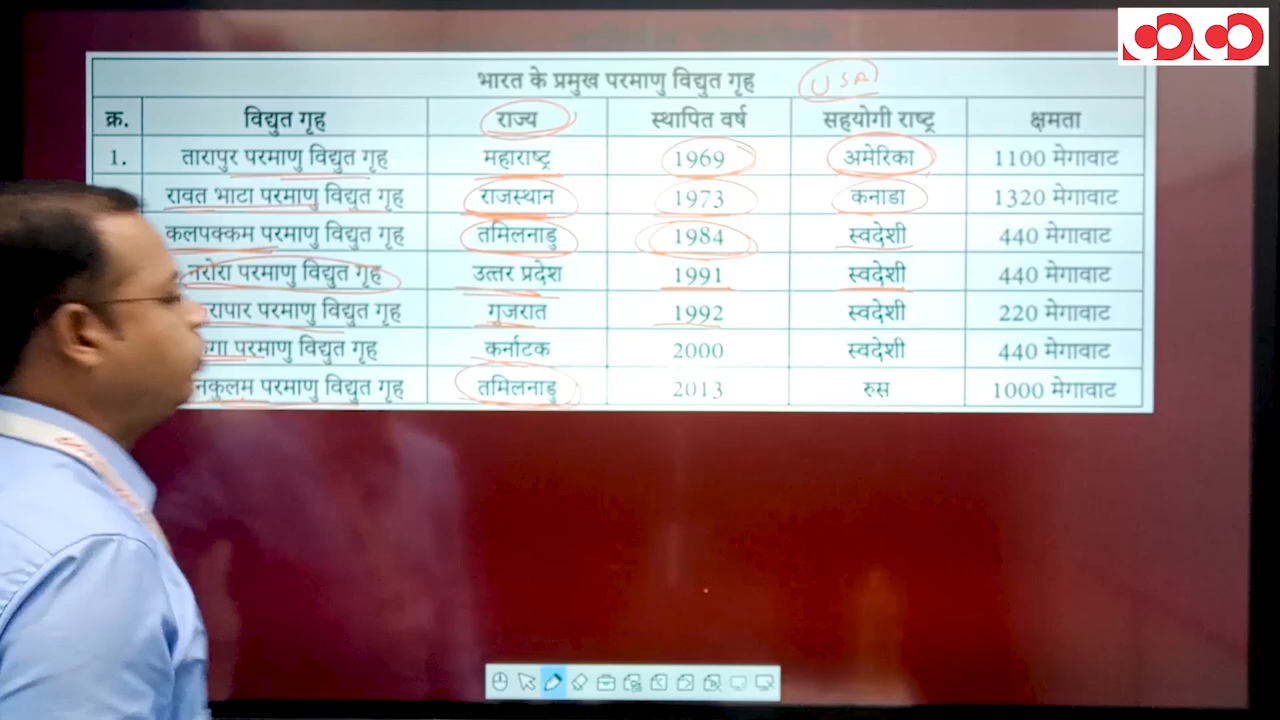 भारत के प्रमुख परमाणु विद्युत गृह USA
क्र. विद्युत गृह राज्य स्थापित वर्ष सहयोगी राष्ट्र क्षमता
1. तारापुर परमाणु विद्युत गृह महाराष्ट्र 1969 अमेरिका 1100 मेगावाट
रावत भाटा परमाणु विद्युत गृह राजस्थान 1973 कनाडा 1320 मेगावाट
कलपक्कम परमाणु विद्युत गृह तमिलनाडु 1984 स्वदेशी 440 मेगावाट
नरोरा परमाणु विद्युत गृह उत्तर प्रदेश 1991 स्वदेशी 440 मेगावाट
परमाणु विद्युत गृह गुजरात 1992 स्वदेशी 220 मेगावाट
परमाणु विद्युत गृह कर्नाटक 2000 स्वदेशी 440 मेगावाट
परमाणु विद्युत गृह तमिलनाडु 2013 रुस 1000 मेगावाट